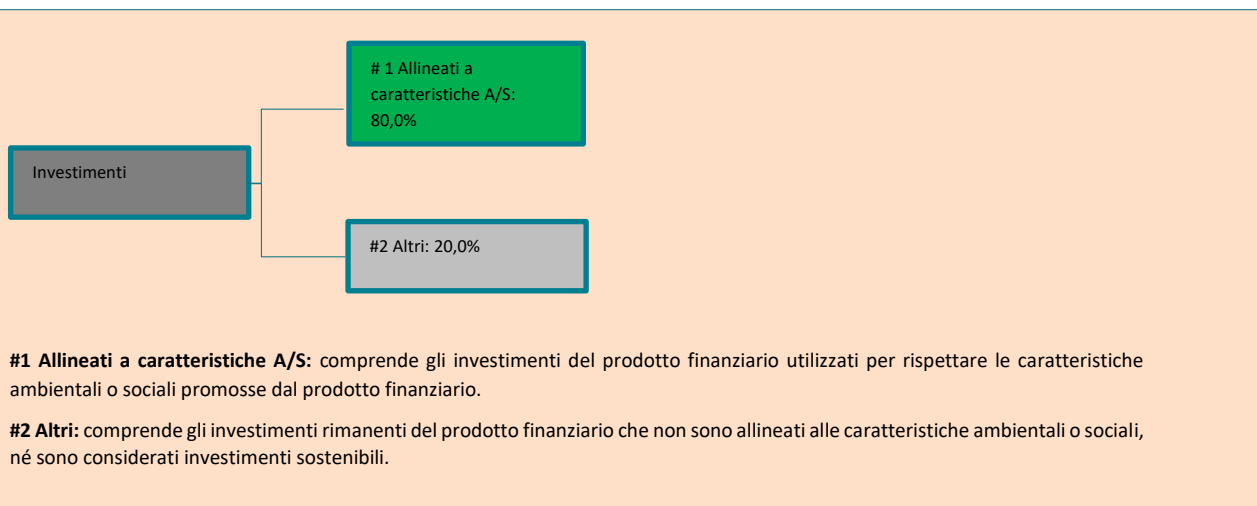 # 1 Allineati a
caratteristiche A/S:
80,0%
Investimenti
#2 Altri: 20,0%
#1 Allineati a caratteristiche A/S: comprende gli investimenti del prodotto finanziario utilizzati per rispettare le caratteristiche
ambientali o sociali promosse dal prodotto finanziario.
#2 Altri: comprende gli investimenti rimanenti del prodotto finanziario che non sono allineati alle caratteristiche ambientali o sociali,
né sono considerati investimenti sostenibili.